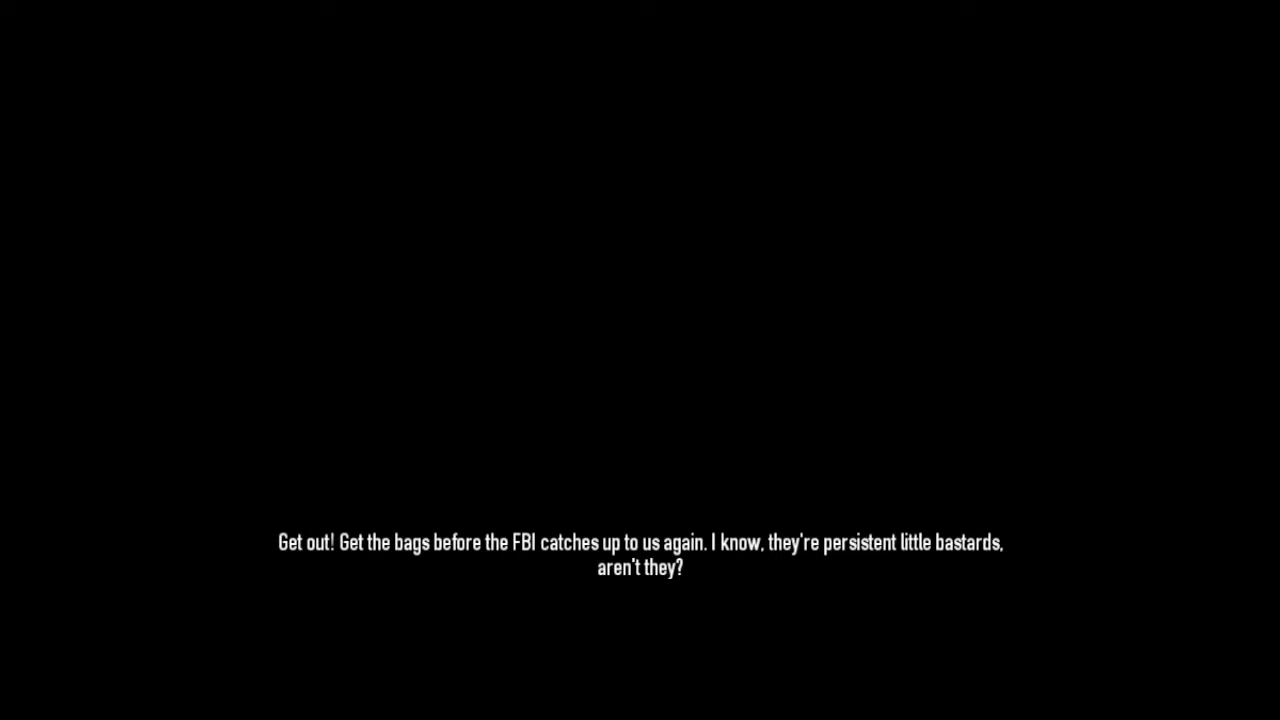 Get out! Get the bags before the FBI catches up to us again. I know, they're persistent little bastards,
aren't they?